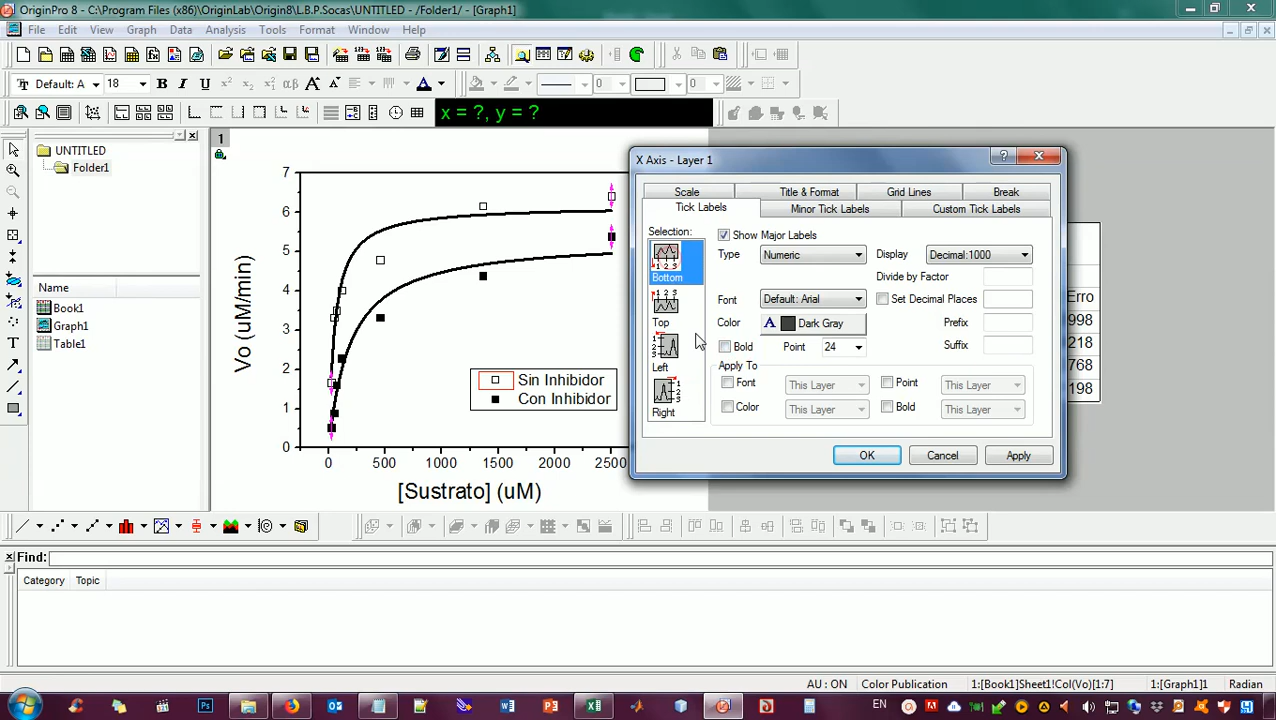 OriginPro 8 - C:\Program Files (x86)\OriginLab\Origin8\L.B.P.Socas\UNTITLED - /Folder1/ - [Graph1]
File Edit View Graph Data Analysis Tools Format Window Help
Default: A 18 B I U x² x₂ αβ A A A 0 0
x = ?, y = ?
UNTITLED
Folder1
Name
Book1
Graph1
Table1
1
7
6
5
4
3
2
1
0
Vo (uM/min)
0 500 1000 1500 2000 2500
[Sustrato] (uM)
Sin Inhibidor
Con Inhibidor
X Axis - Layer 1
Scale Title & Format Grid Lines Break
Tick Labels Minor Tick Labels Custom Tick Labels
Selection:
Bottom
Top
Left
Right
Show Major Labels
Type Numeric Display Decimal:1000
Divide by Factor
Font Default: Arial Set Decimal Places
Color A Dark Gray Prefix
Bold Point 24 Suffix
Apply To
Font This Layer Point This Layer
Color This Layer Bold This Layer
OK Cancel Apply
Erro
998
218
768
198
Find:
Category Topic
AU : ON Color Publication 1:[Book1]Sheet1!Col(Vo)[1:7] 1:[Graph1]1 Radian
EN